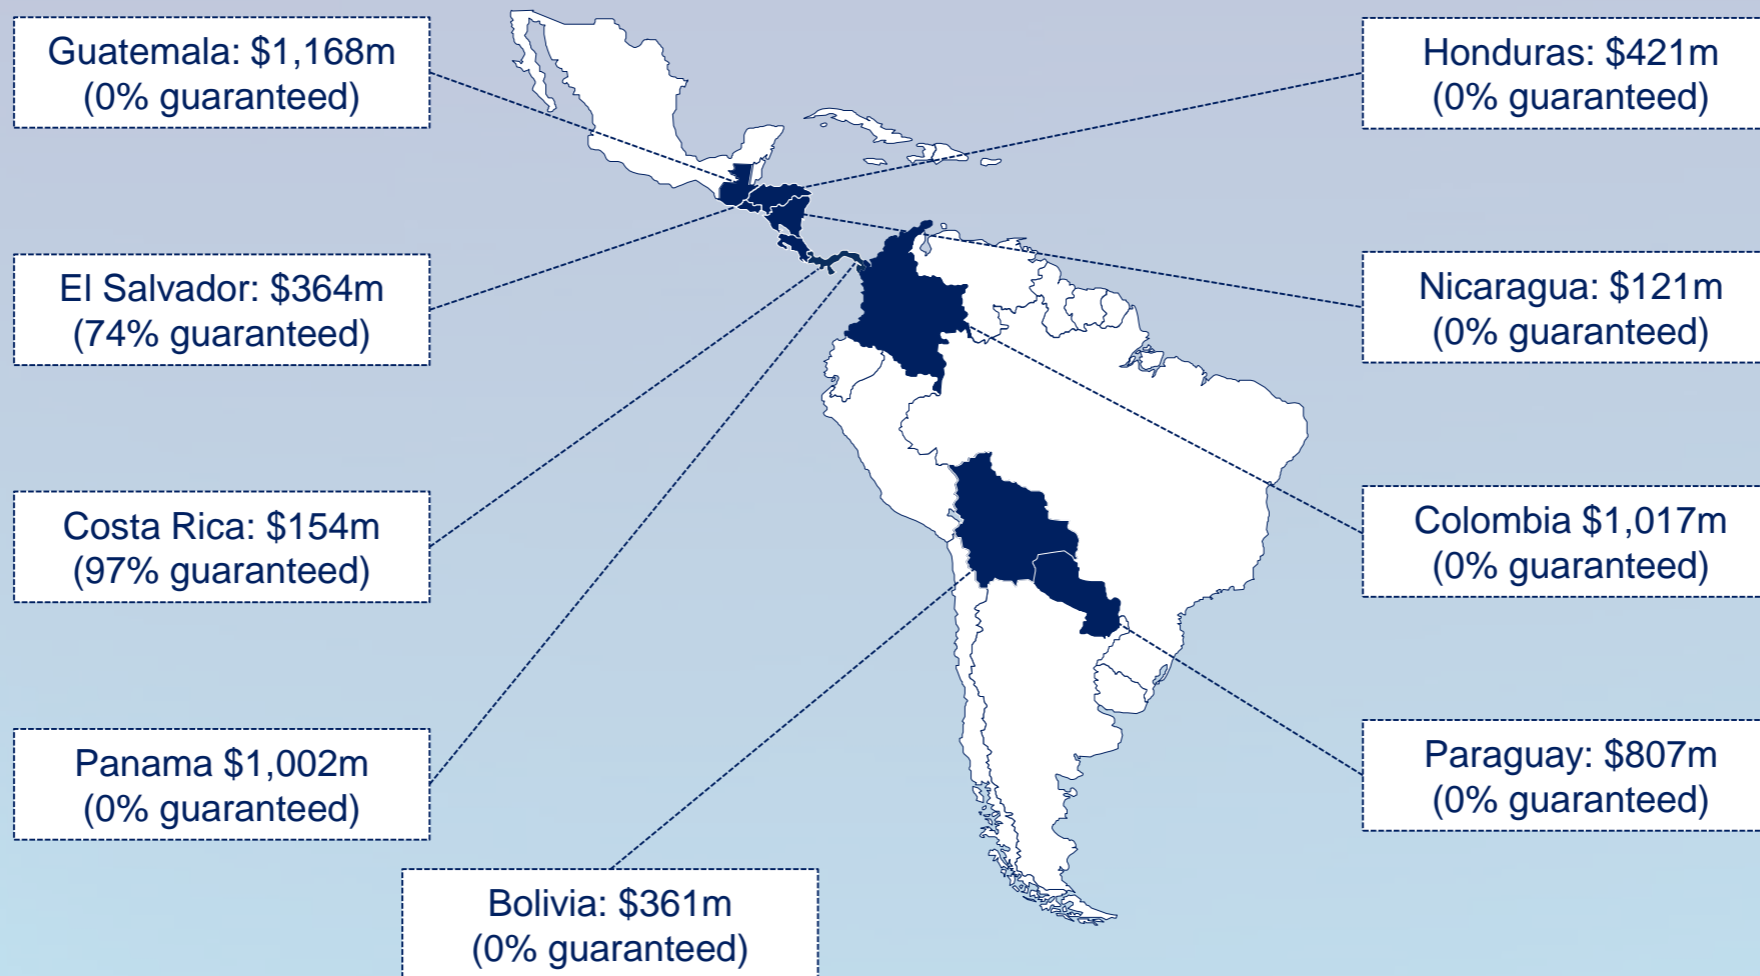 Guatemala: $1,168m
(0% guaranteed)
Honduras: $421m
(0% guaranteed)
El Salvador: $364m
(74% guaranteed)
Nicaragua: $121m
(0% guaranteed)
Costa Rica: $154m
(97% guaranteed)
Colombia $1,017m
(0% guaranteed)
Panama $1,002m
(0% guaranteed)
Paraguay: $807m
(0% guaranteed)
Bolivia: $361m
(0% guaranteed)